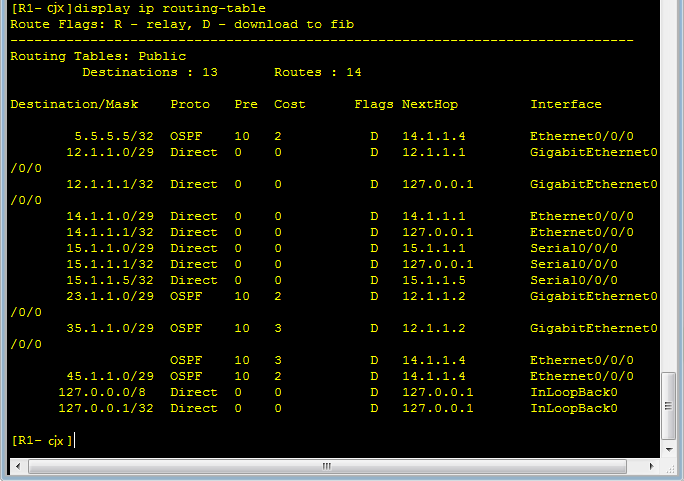 [R1- cjx]display ip routing-table
Route Flags: R - relay, D - download to fib
------------------------------------------------------------------------------
Routing Tables: Public
         Destinations : 13       Routes : 14

Destination/Mask    Proto   Pre  Cost      Flags NextHop         Interface

        5.5.5.5/32  OSPF    10   2           D   14.1.1.4        Ethernet0/0/0
       12.1.1.0/29  Direct  0    0           D   12.1.1.1        GigabitEthernet0
/0/0
       12.1.1.1/32  Direct  0    0           D   127.0.0.1       GigabitEthernet0
/0/0
       14.1.1.0/29  Direct  0    0           D   14.1.1.1        Ethernet0/0/0
       14.1.1.1/32  Direct  0    0           D   127.0.0.1       Ethernet0/0/0
       15.1.1.0/29  Direct  0    0           D   15.1.1.1        Serial0/0/0
       15.1.1.1/32  Direct  0    0           D   127.0.0.1       Serial0/0/0
       15.1.1.5/32  Direct  0    0           D   15.1.1.5        Serial0/0/0
       23.1.1.0/29  OSPF    10   2           D   12.1.1.2        GigabitEthernet0
/0/0
       35.1.1.0/29  OSPF    10   3           D   12.1.1.2        GigabitEthernet0
/0/0
                    OSPF    10   3           D   14.1.1.4        Ethernet0/0/0
       45.1.1.0/29  OSPF    10   2           D   14.1.1.4        Ethernet0/0/0
      127.0.0.0/8   Direct  0    0           D   127.0.0.1       InLoopBack0
      127.0.0.1/32  Direct  0    0           D   127.0.0.1       InLoopBack0

[R1- cjx ]